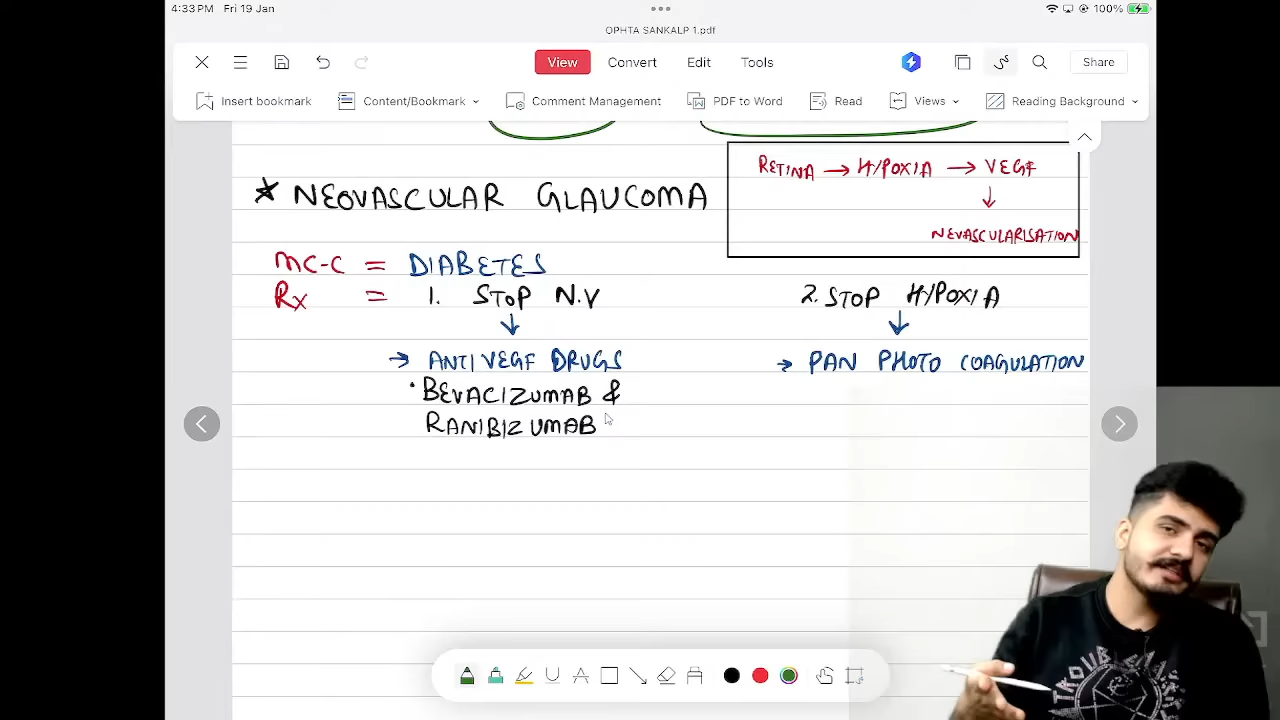 4:33 PM Fri 19 Jan
100%
OPHTA SANKALP 1.pdf
View Convert Edit Tools
Share
Insert bookmark Content/Bookmark Comment Management PDF to Word Read Views Reading Background
RETINA → HYPOXIA → VEGF
↓
NEVASCULARISATION
* NEOVASCULAR GLAUCOMA
MC-C = DIABETES
Rx = 1. STOP N.V 2. STOP HYPOXIA
↓ ↓
→ ANTI VEGF DRUGS → PAN PHOTO COAGULATION
• BEVACIZUMAB &
RANIBIZUMAB
TROUBLE